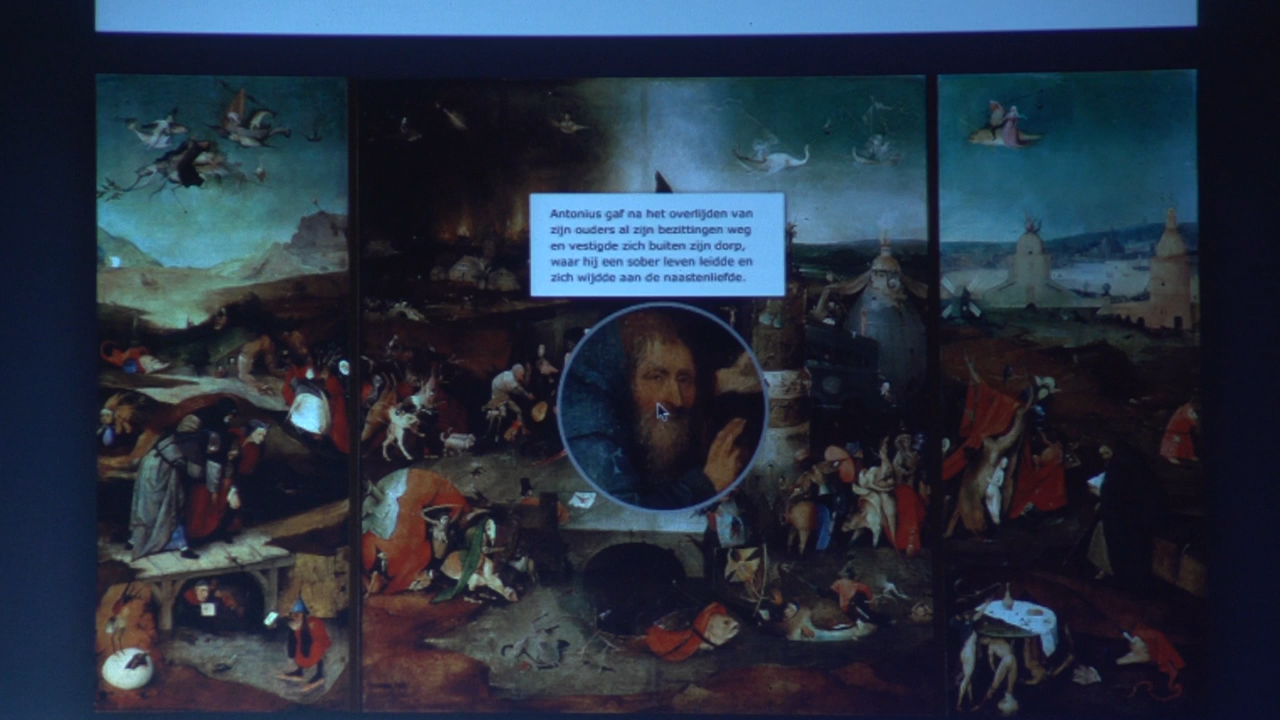 Antonius gaf na het overlijden van
zijn ouders al zijn bezittingen weg
en vestigde zich buiten zijn dorp,
waar hij een sober leven leidde en
zich wijdde aan de naastenliefde.